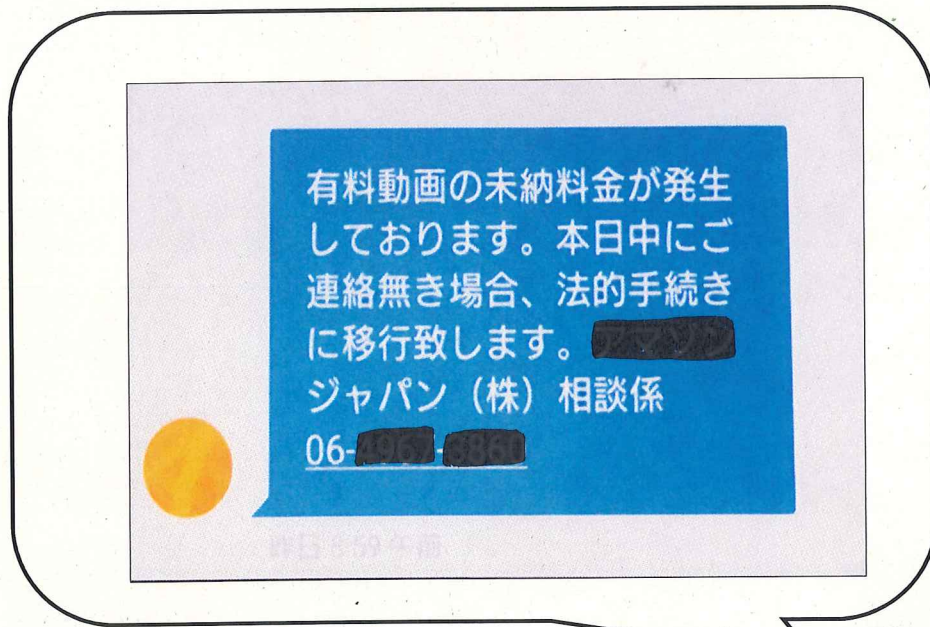 有料動画の未納料金が発生
しております。本日中にご
連絡無き場合、法的手続き
に移行致します。
ジャパン（株）相談係
06-